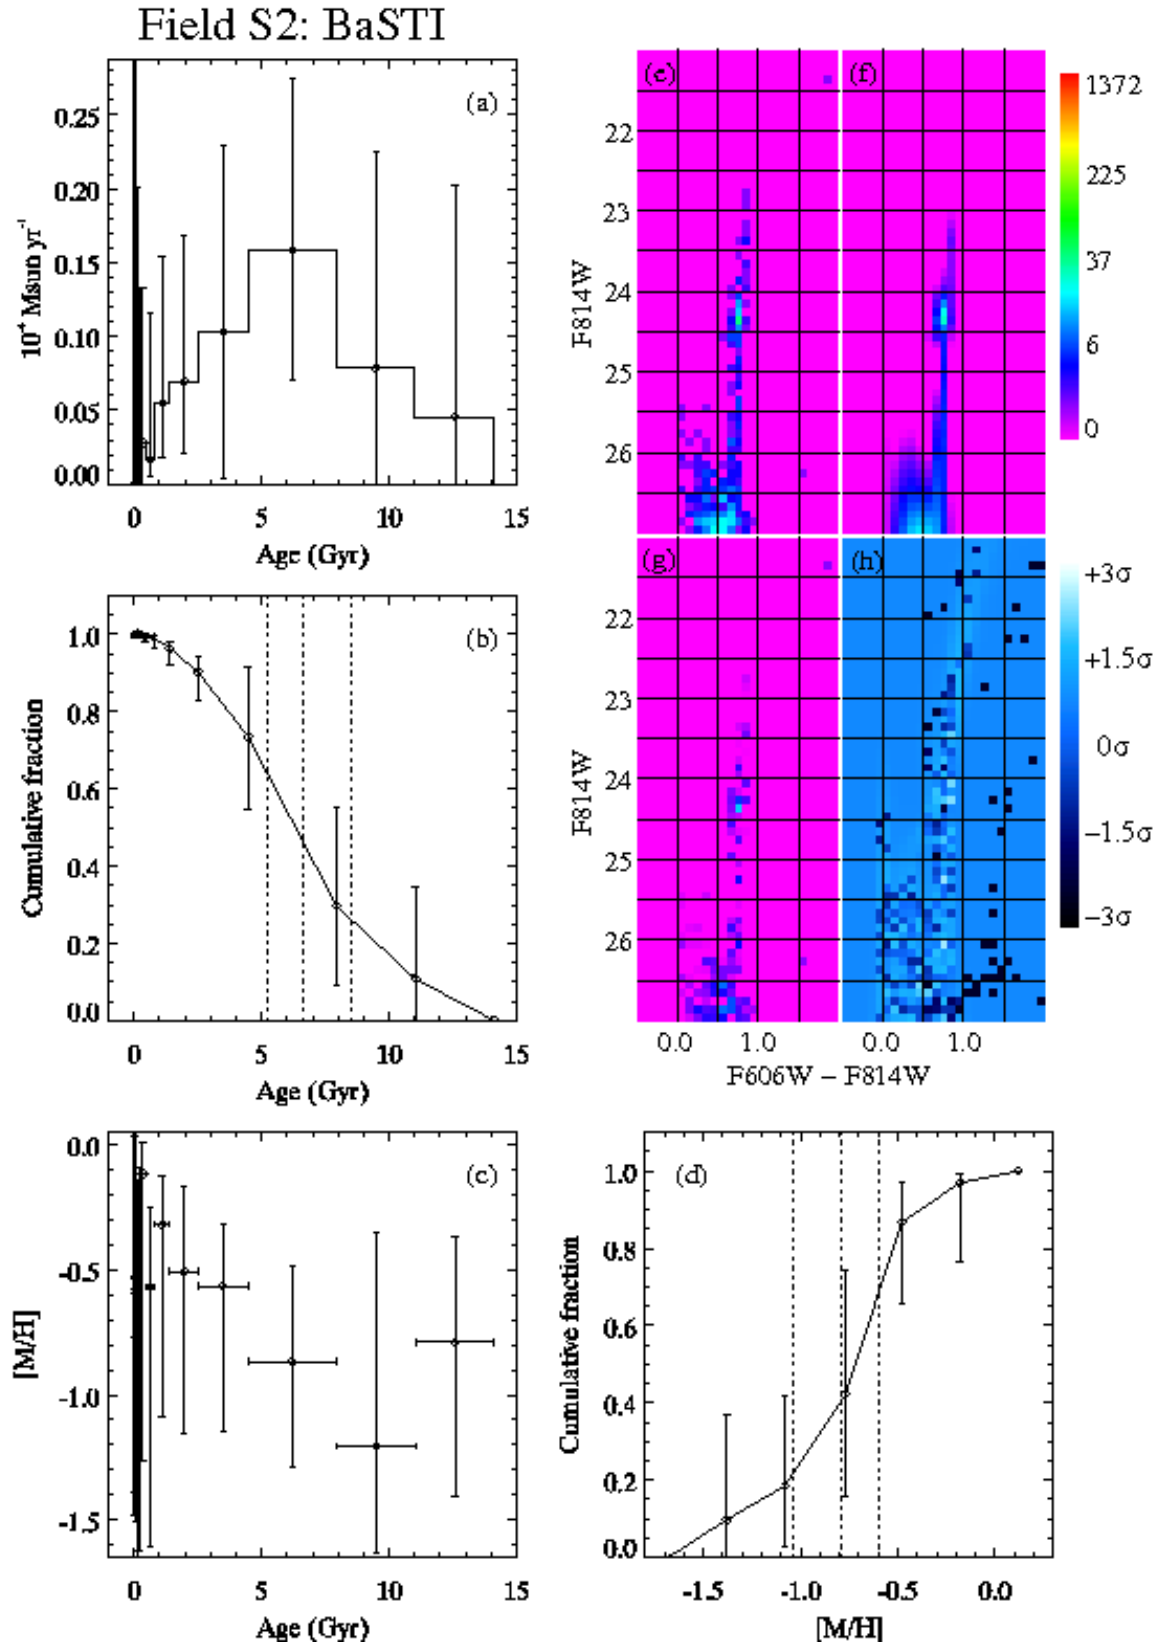 Field S2: BaSTI
(a)
0.25
0.20
0.15
0.10
0.05
0.00
10⁻⁴ Msun yr⁻¹
0 5 10 15
Age (Gyr)
(b)
1.0
0.8
0.6
0.4
0.2
0.0
Cumulative fraction
0 5 10 15
Age (Gyr)
(c)
0.0
-0.5
-1.0
-1.5
[M/H]
0 5 10 15
Age (Gyr)
(e) (f)
22
23
24
25
26
F814W
1372
225
37
6
0
(g) (h)
22
23
24
25
26
F814W
+3σ
+1.5σ
0σ
−1.5σ
−3σ
0.0 1.0 0.0 1.0
F606W − F814W
(d)
1.0
0.8
0.6
0.4
0.2
0.0
Cumulative fraction
-1.5 -1.0 -0.5 0.0
[M/H]